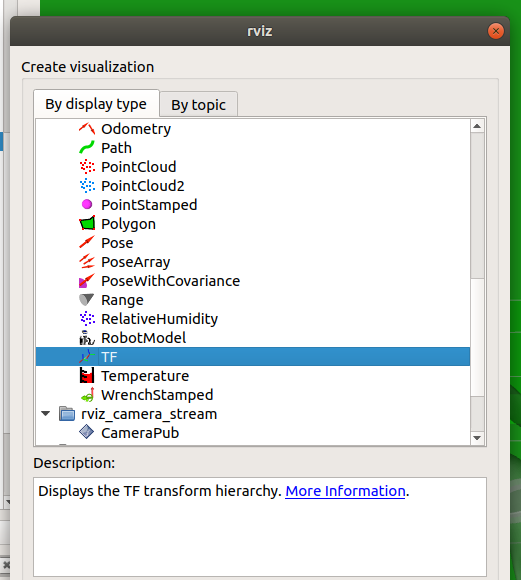 rviz
Create visualization
By display type
By topic
Odometry
Path
PointCloud
PointCloud2
PointStamped
Polygon
Pose
PoseArray
PoseWithCovariance
Range
RelativeHumidity
RobotModel
TF
Temperature
WrenchStamped
rviz_camera_stream
CameraPub
Description:
Displays the TF transform hierarchy. More Information.